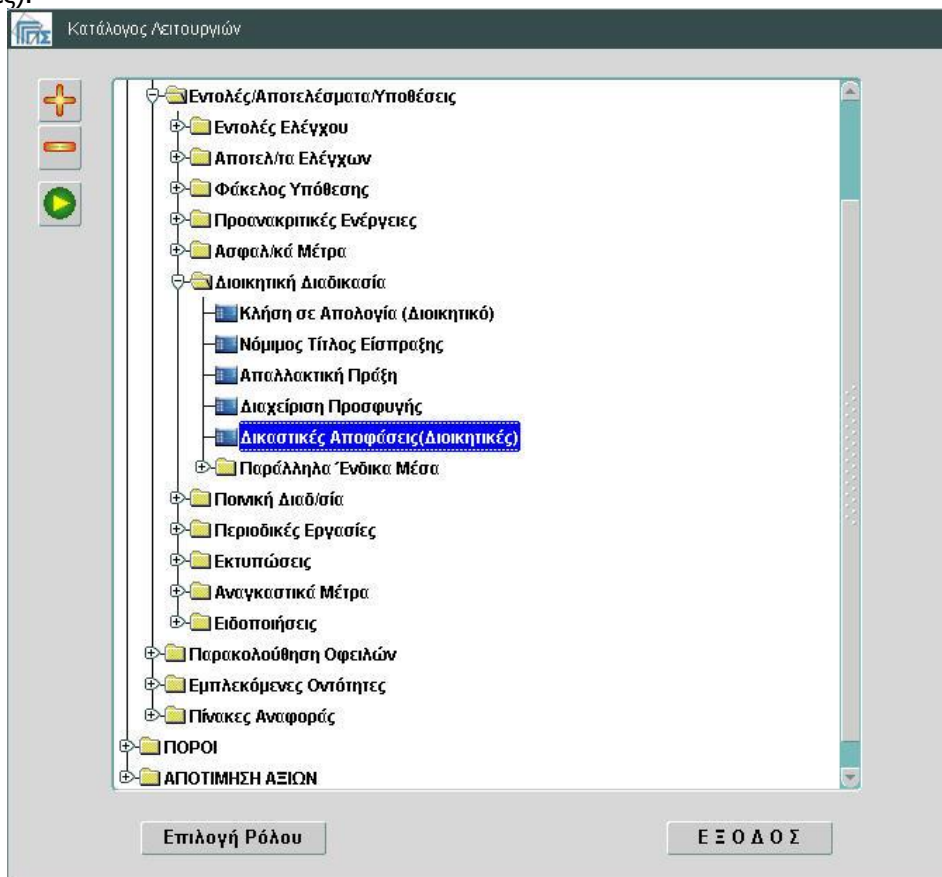 ς).
ΓΓΠΣ Κατάλογος Λειτουργιών
Εντολές/Αποτελέσματα/Υποθέσεις
Εντολές Ελέγχου
Αποτελ/τα Ελέγχων
Φάκελος Υπόθεσης
Προανακριτικές Ενέργειες
Ασφαλ/κά Μέτρα
Διοικητική Διαδικασία
Κλήση σε Απολογία (Διοικητικό)
Νόμιμος Τίτλος Είσπραξης
Απαλλακτική Πράξη
Διαχείριση Προσφυγής
Δικαστικές Αποφάσεις(Διοικητικές)
Παράλληλα Ένδικα Μέσα
Ποινική Διαδ/σία
Περιοδικές Εργασίες
Εκτυπώσεις
Αναγκαστικά Μέτρα
Ειδοποιήσεις
Παρακολούθηση Οφειλών
Εμπλεκόμενες Οντότητες
Πίνακες Αναφοράς
ΠΟΡΟΙ
ΑΠΟΤΙΜΗΣΗ ΑΞΙΩΝ
Επιλογή Ρόλου Ε Ξ Ο Δ Ο Σ